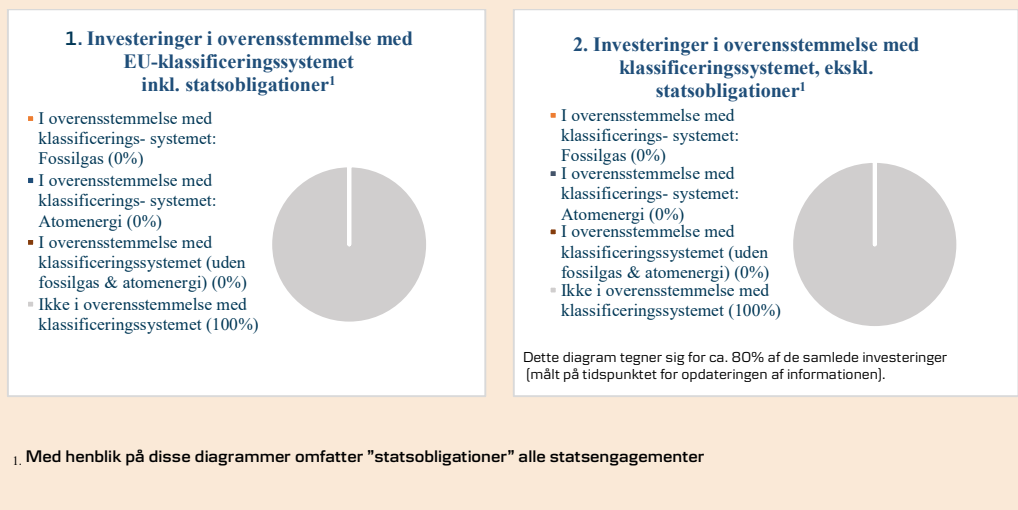 1. Investeringer i overensstemmelse med
EU-klassificeringssystemet
inkl. statsobligationer¹
I overensstemmelse med
klassificerings- systemet:
Fossilgas (0%)
I overensstemmelse med
klassificerings- systemet:
Atomenergi (0%)
I overensstemmelse med
klassificeringssystemet (uden
fossilgas & atomenergi) (0%)
Ikke i overensstemmelse med
klassificeringssystemet (100%)
2. Investeringer i overensstemmelse med
klassificeringssystemet, ekskl.
statsobligationer¹
I overensstemmelse med
klassificerings- systemet:
Fossilgas (0%)
I overensstemmelse med
klassificerings- systemet:
Atomenergi (0%)
I overensstemmelse med
klassificeringssystemet (uden
fossilgas & atomenergi) (0%)
Ikke i overensstemmelse med
klassificeringssystemet (100%)
Dette diagram tegner sig for ca. 80% af de samlede investeringer
(målt på tidspunktet for opdateringen af informationen).
1. Med henblik på disse diagrammer omfatter ”statsobligationer” alle statsengagementer